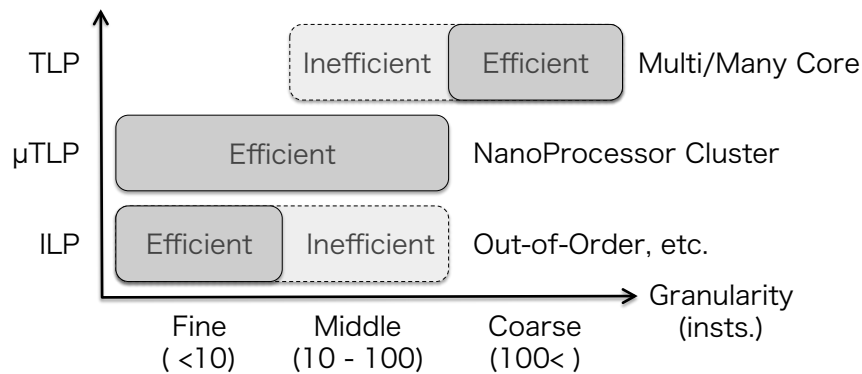 TLP Inefficient Efficient Multi/Many Core
µTLP Efficient NanoProcessor Cluster
ILP Efficient Inefficient Out-of-Order, etc.
Granularity
(insts.)
Fine Middle Coarse
( <10) (10 - 100) (100< )